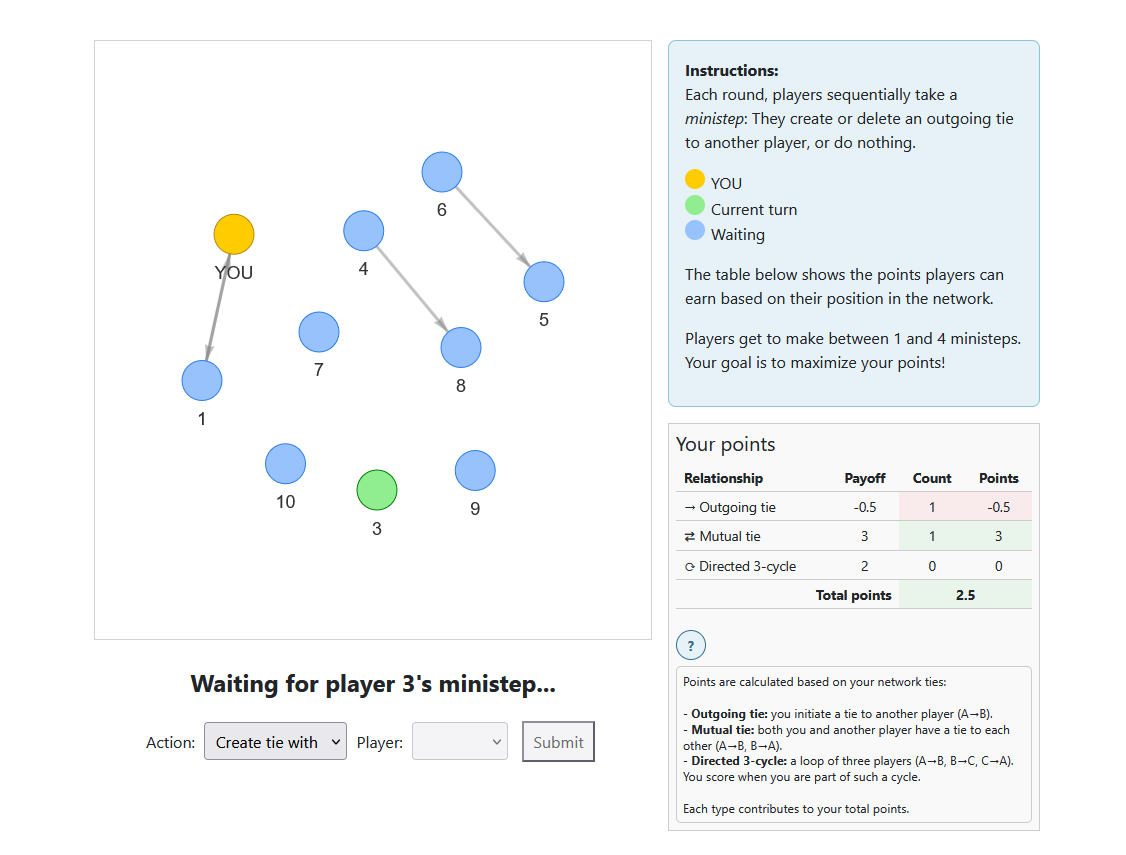 6
YOU
4
5
7
8
1
10
9
3
Waiting for player 3's ministep...
Action:
Create tie with
Player:
Submit
Instructions:
Each round, players sequentially take a
ministep: They create or delete an outgoing tie
to another player, or do nothing.
YOU
Current turn
Waiting
The table below shows the points players can
earn based on their position in the network.
Players get to make between 1 and 4 ministeps.
Your goal is to maximize your points!
Your points
Relationship Payoff Count Points
→ Outgoing tie -0.5 1 -0.5
⇄ Mutual tie 3 1 3
⟳ Directed 3-cycle 2 0 0
Total points 2.5
?
Points are calculated based on your network ties:
- Outgoing tie: you initiate a tie to another player (A→B).
- Mutual tie: both you and another player have a tie to each
other (A→B, B→A).
- Directed 3-cycle: a loop of three players (A→B, B→C, C→A).
You score when you are part of such a cycle.
Each type contributes to your total points.